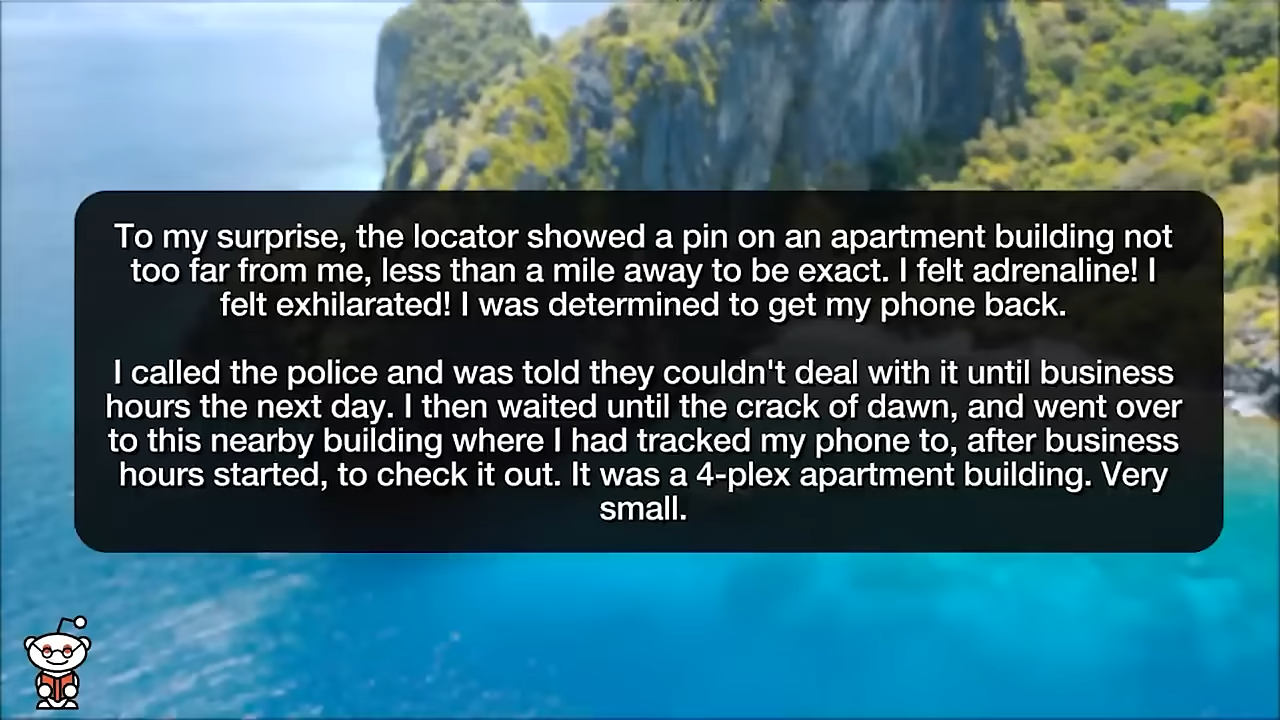 To my surprise, the locator showed a pin on an apartment building not
too far from me, less than a mile away to be exact. I felt adrenaline! I
felt exhilarated! I was determined to get my phone back.
I called the police and was told they couldn't deal with it until business
hours the next day. I then waited until the crack of dawn, and went over
to this nearby building where I had tracked my phone to, after business
hours started, to check it out. It was a 4-plex apartment building. Very
small.